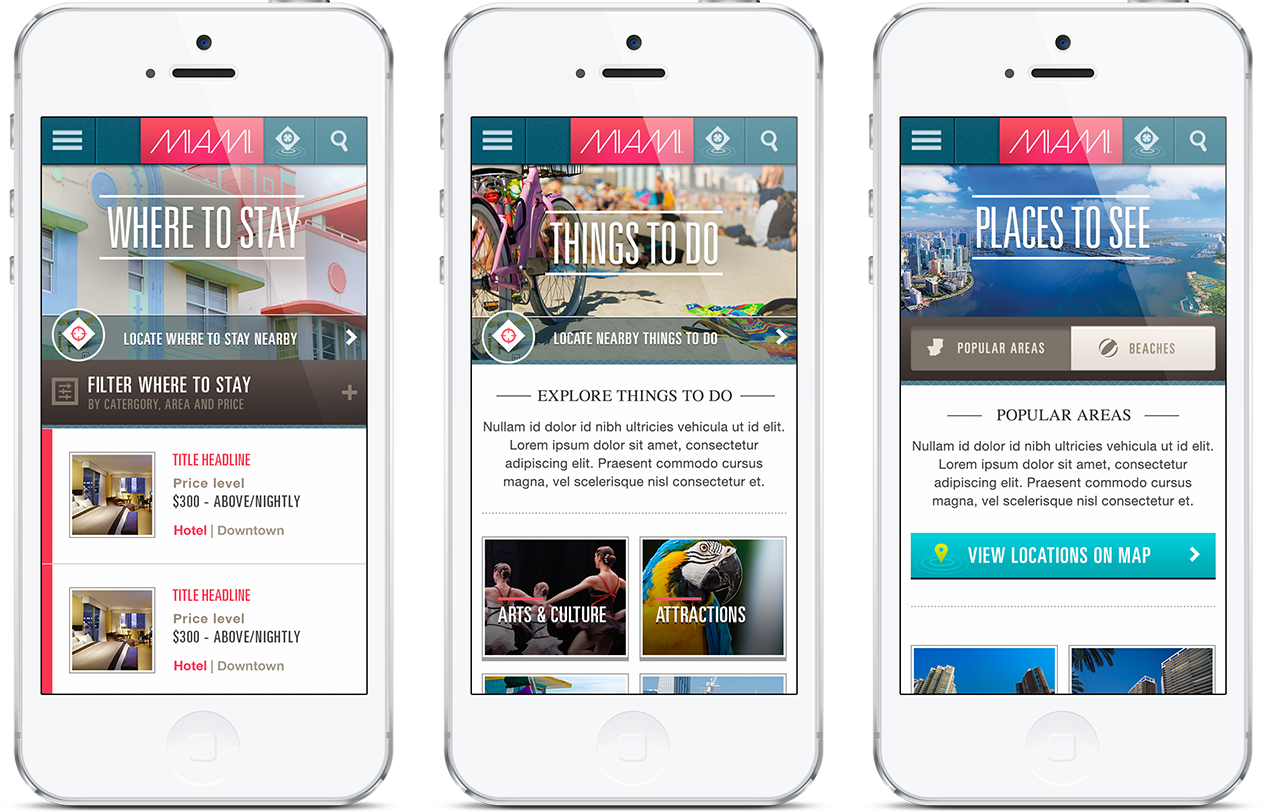 MIAMI.
WHERE TO STAY
LOCATE WHERE TO STAY NEARBY
FILTER WHERE TO STAY
BY CATERGORY, AREA AND PRICE
TITLE HEADLINE
Price level
$300 - ABOVE/NIGHTLY
Hotel | Downtown
TITLE HEADLINE
Price level
$300 - ABOVE/NIGHTLY
Hotel | Downtown
MIAMI.
THINGS TO DO
LOCATE NEARBY THINGS TO DO
EXPLORE THINGS TO DO
Nullam id dolor id nibh ultricies vehicula ut id elit.
Lorem ipsum dolor sit amet, consectetur
adipiscing elit. Praesent commodo cursus
magna, vel scelerisque nisl consectetur et.
ARTS & CULTURE
ATTRACTIONS
MIAMI.
PLACES TO SEE
POPULAR AREAS
BEACHES
POPULAR AREAS
Nullam id dolor id nibh ultricies vehicula ut id elit.
Lorem ipsum dolor sit amet, consectetur
adipiscing elit. Praesent commodo cursus
magna, vel scelerisque nisl consectetur et.
VIEW LOCATIONS ON MAP